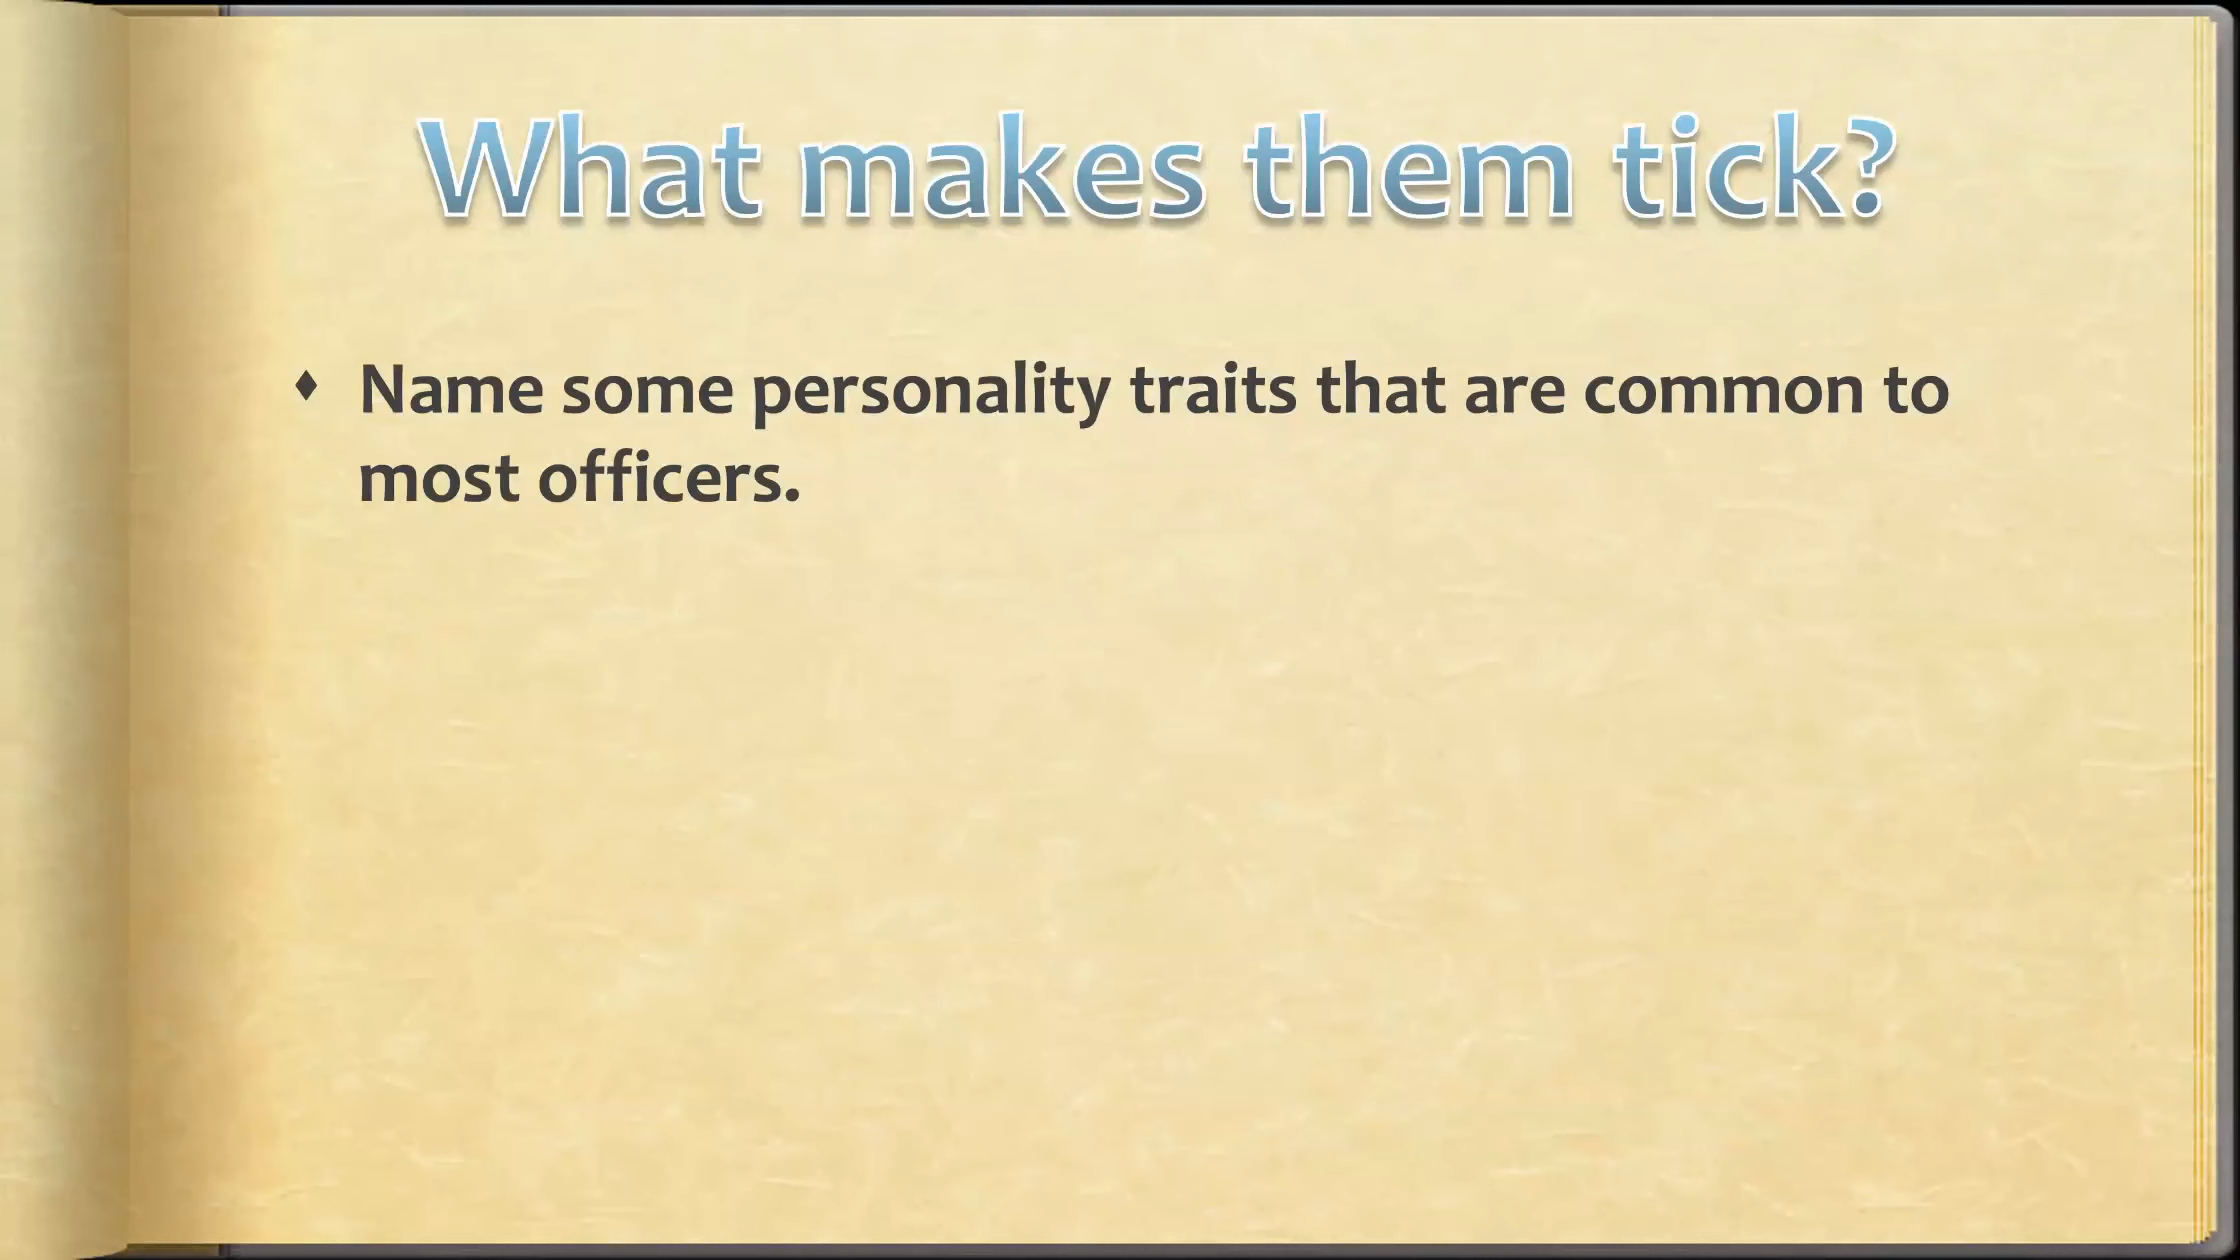 What makes them tick?
♦ Name some personality traits that are common to
most officers.